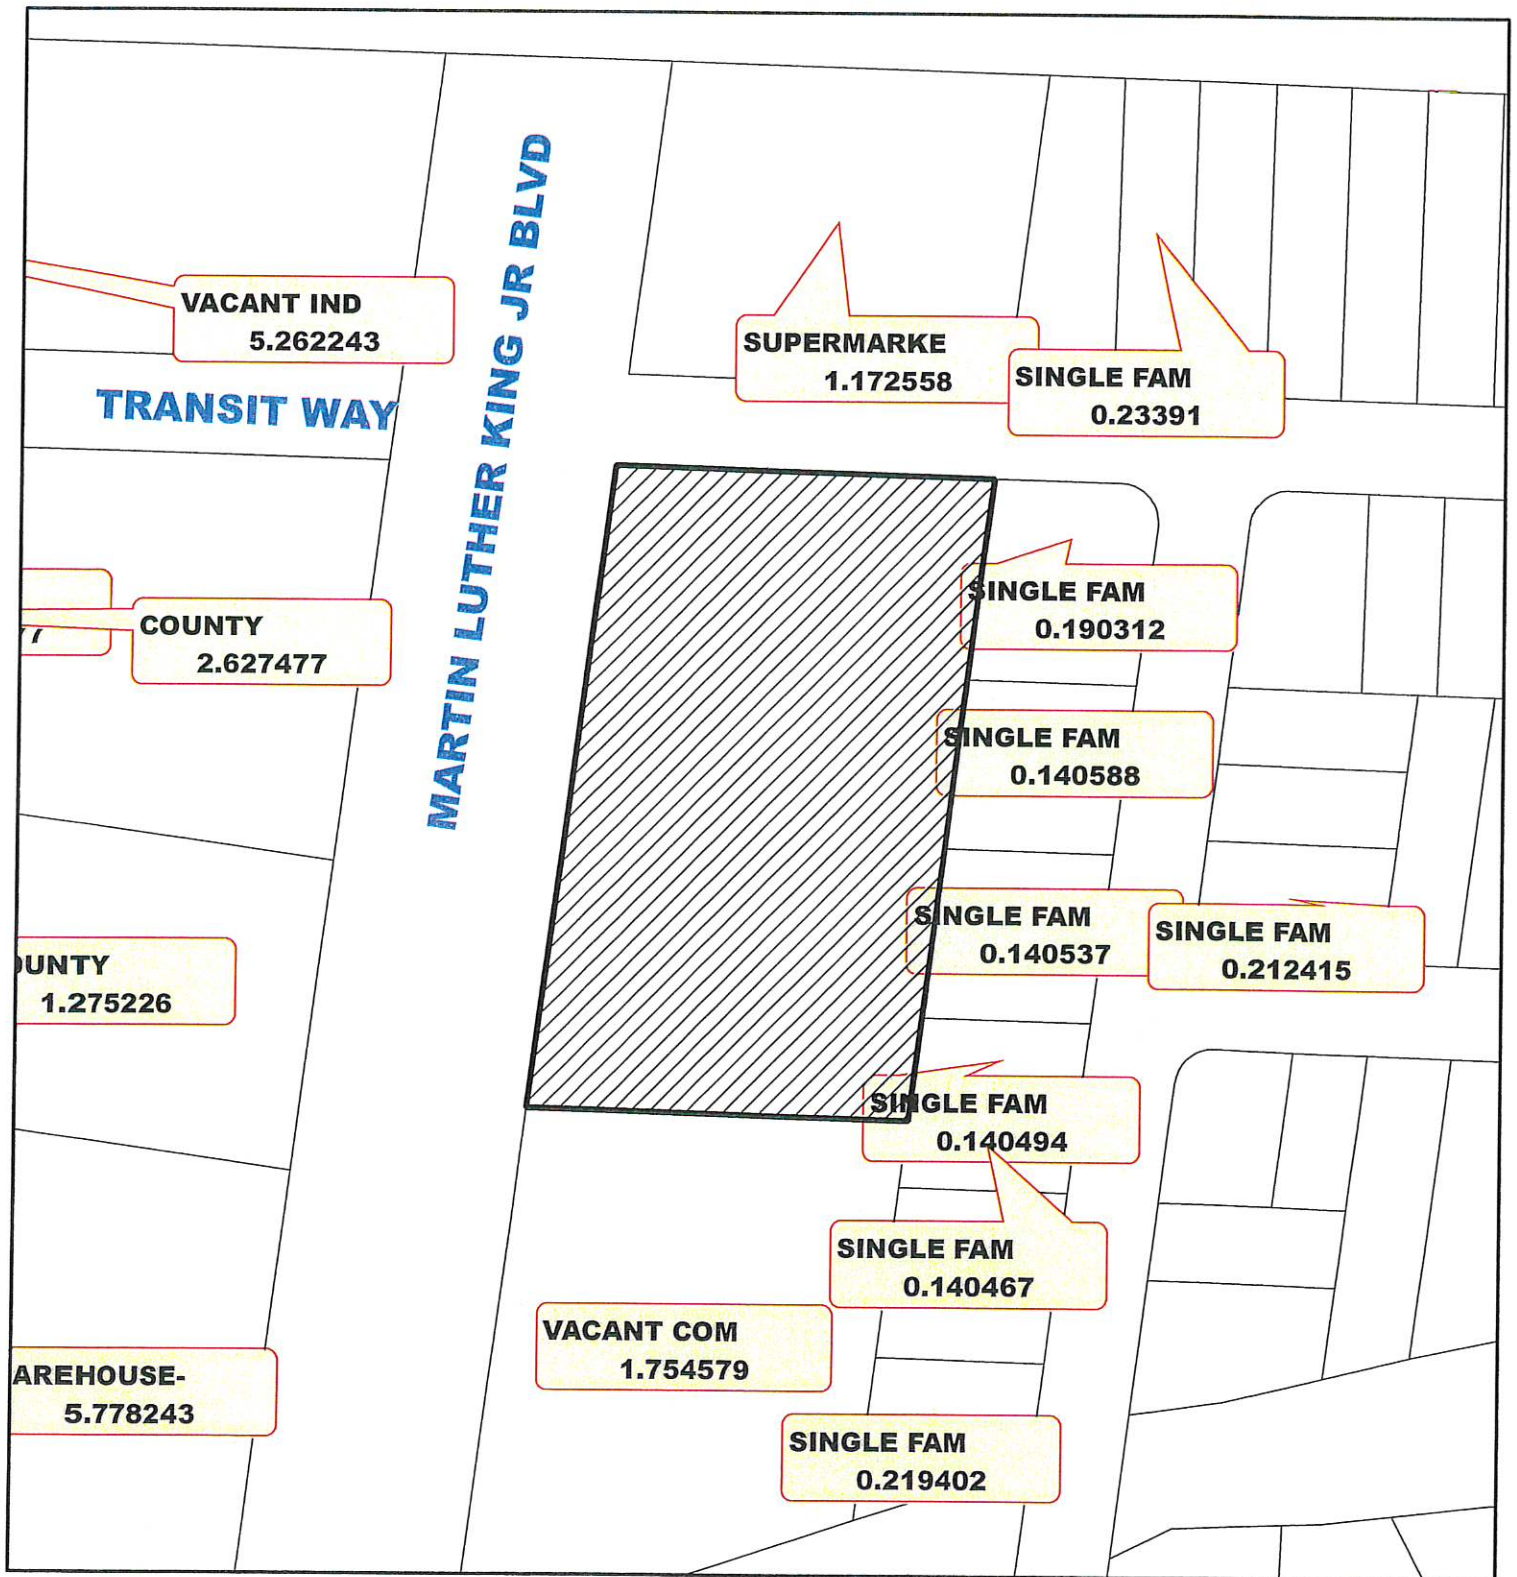 MARTIN LUTHER KING JR BLVD
VACANT IND
5.262243
TRANSIT WAY
SUPERMARKE
1.172558
SINGLE FAM
0.23391
SINGLE FAM
0.190312
COUNTY
2.627477
SINGLE FAM
0.140588
SINGLE FAM
0.140537
SINGLE FAM
0.212415
OUNTY
1.275226
SINGLE FAM
0.140494
SINGLE FAM
0.140467
VACANT COM
1.754579
AREHOUSE-
5.778243
SINGLE FAM
0.219402